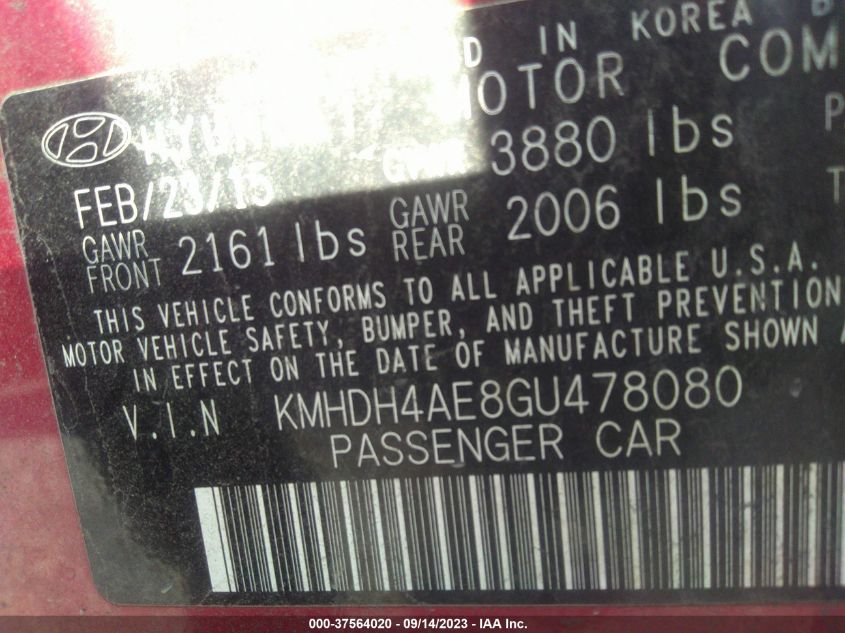 D IN KOREA B
HYUNDAI MOTOR COM
FEB/23/15 GVWR 3880 lbs P
GAWR FRONT 2161 lbs GAWR REAR 2006 lbs T
THIS VEHICLE CONFORMS TO ALL APPLICABLE U.S.A.
MOTOR VEHICLE SAFETY, BUMPER, AND THEFT PREVENTION
IN EFFECT ON THE DATE OF MANUFACTURE SHOWN A
V.I.N KMHDH4AE8GU478080
PASSENGER CAR
000-37564020 - 09/14/2023 - IAA Inc.